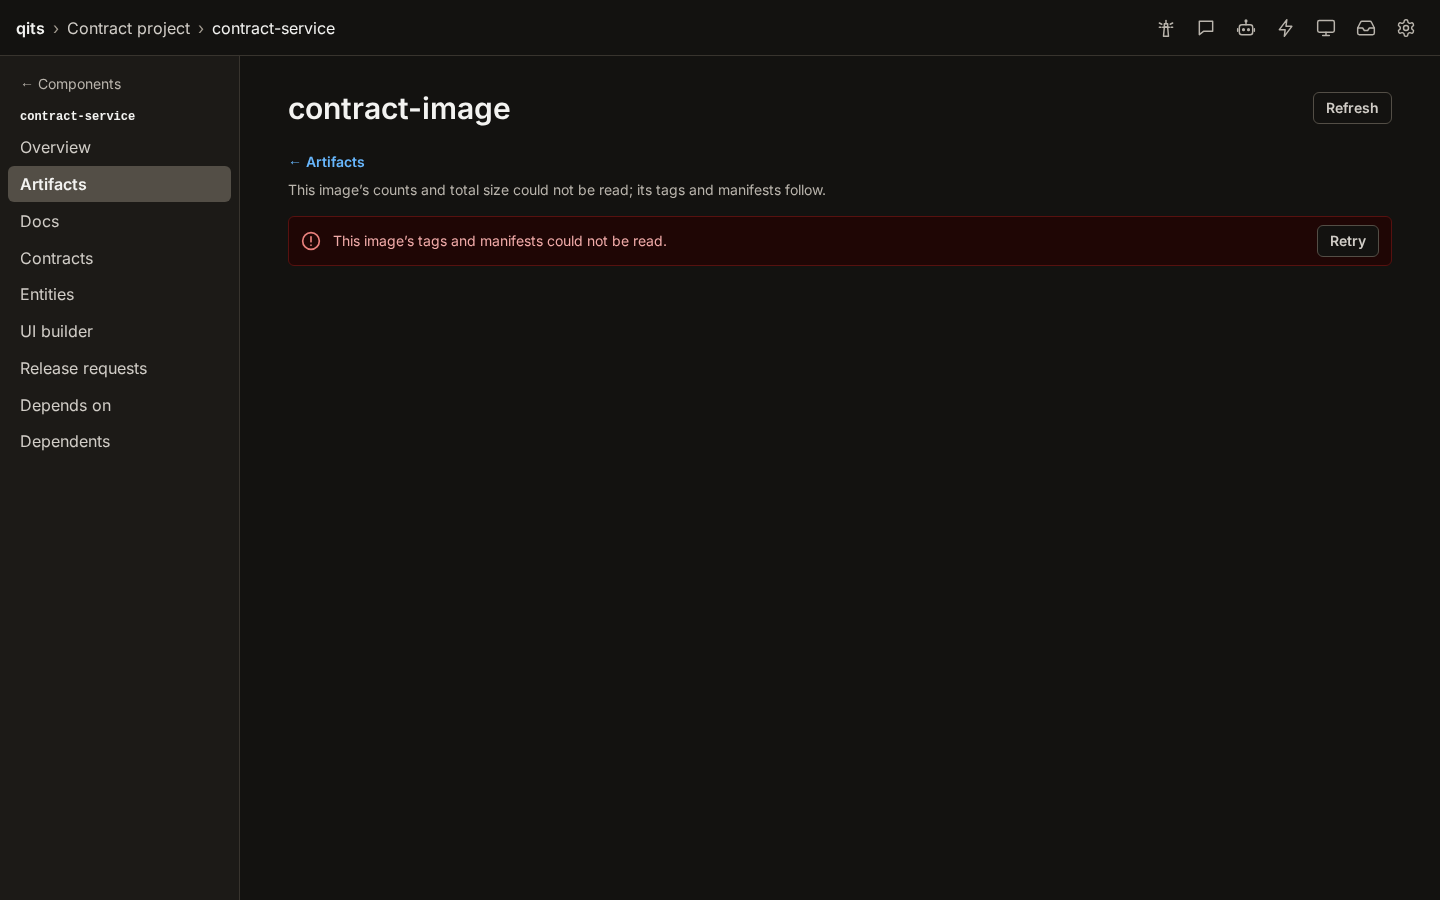 qits › Contract project › contract-service
← Components
contract-service
Overview
Artifacts
Docs
Contracts
Entities
UI builder
Release requests
Depends on
Dependents
contract-image
Refresh
← Artifacts
This image’s counts and total size could not be read; its tags and manifests follow.
This image’s tags and manifests could not be read.
Retry